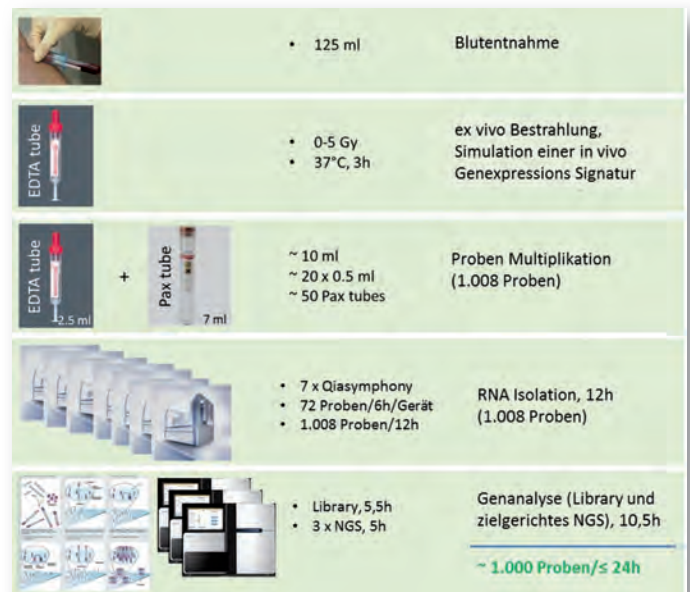 • 125 ml
Blutentnahme
EDTA tube
• 0-5 Gy
• 37°C, 3h
ex vivo Bestrahlung,
Simulation einer in vivo
Genexpressions Signatur
EDTA tube
2.5 ml
+
Pax tube
7 ml
~ 10 ml
~ 20 x 0.5 ml
~ 50 Pax tubes
Proben Multiplikation
(1.008 Proben)
• 7 x Qiasymphony
• 72 Proben/6h/Gerät
• 1.008 Proben/12h
RNA Isolation, 12h
(1.008 Proben)
• Library, 5,5h
• 3 x NGS, 5h
Genanalyse (Library und
zielgerichtes NGS), 10,5h
~ 1.000 Proben/≤ 24h